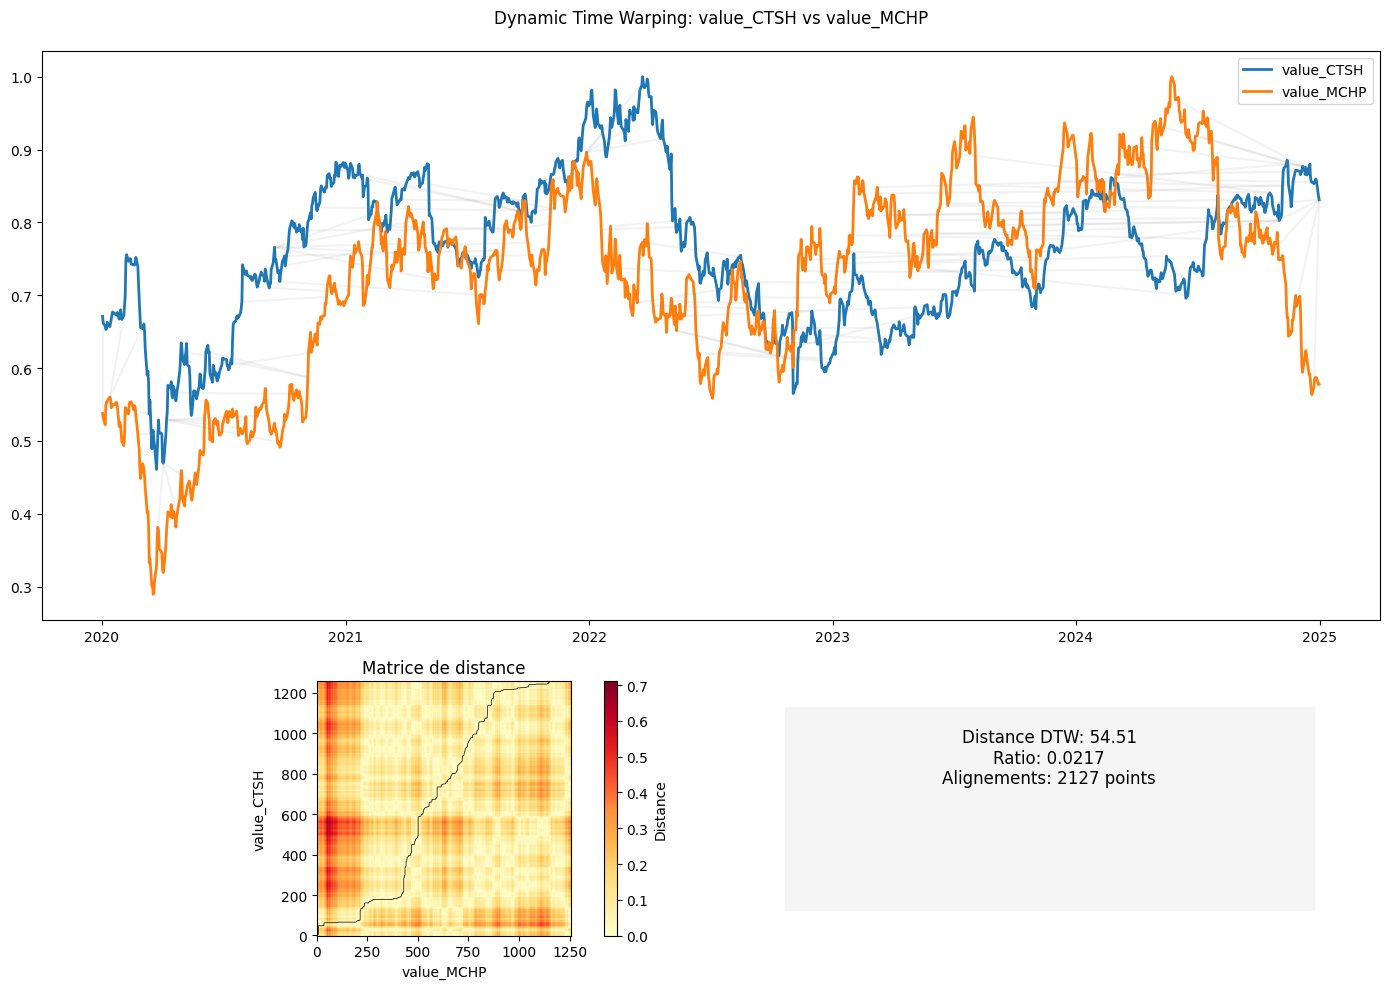 Dynamic Time Warping: value_CTSH vs value_MCHP
1.0
0.9
0.8
0.7
0.6
0.5
0.4
0.3
value_CTSH
value_MCHP
2020 2021 2022 2023 2024 2025
Matrice de distance
value_CTSH
1200
1000
800
600
400
200
0
0 250 500 750 1000 1250
value_MCHP
0.7
0.6
0.5
0.4
0.3
0.2
0.1
0.0
Distance
Distance DTW: 54.51
Ratio: 0.0217
Alignements: 2127 points